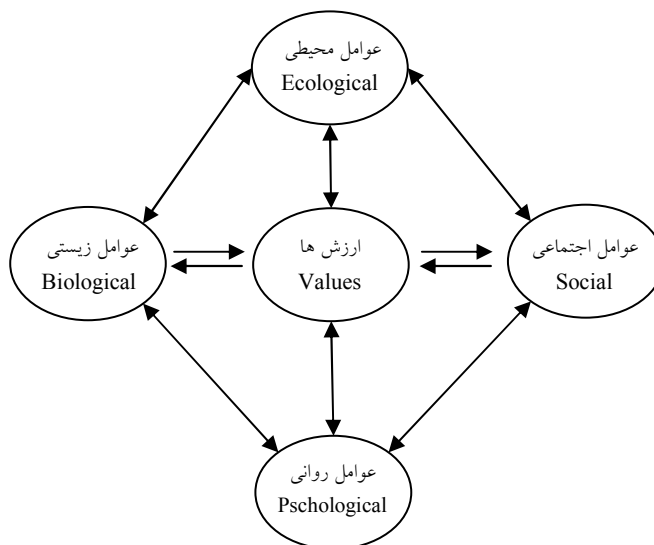 عوامل محیطی
Ecological
عوامل زیستی
Biological
ارزش ها
Values
عوامل اجتماعی
Social
عوامل روانی
Pschological